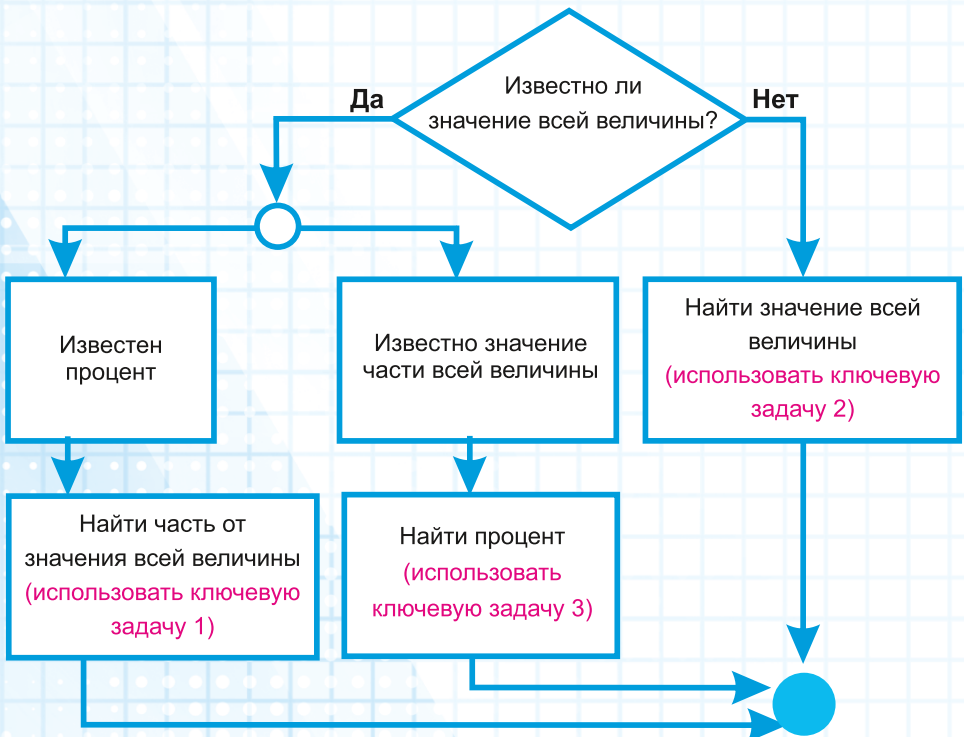 Известно ли
значение всей величины?
Да
Нет
Известен
процент
Известно значение
части всей величины
Найти значение всей
величины
(использовать ключевую
задачу 2)
Найти часть от
значения всей величины
(использовать ключевую
задачу 1)
Найти процент
(использовать
ключевую задачу 3)